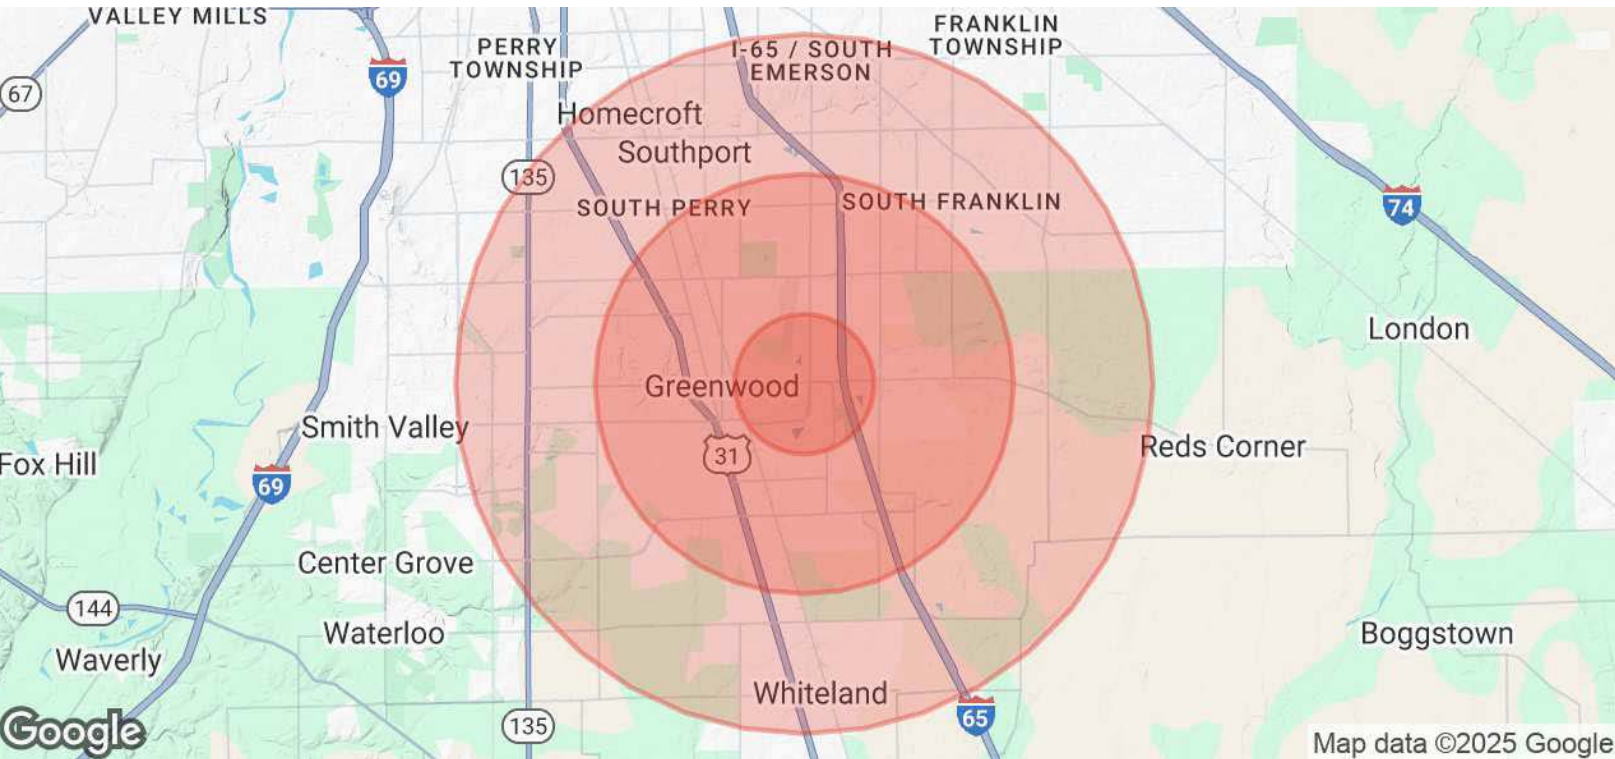 VALLEY MILLS
FRANKLIN
TOWNSHIP
PERRY
TOWNSHIP
I-65 / SOUTH
EMERSON
69
67
Homecroft
Southport
135
SOUTH PERRY
SOUTH FRANKLIN
74
London
Greenwood
Smith Valley
Reds Corner
31
Fox Hill
69
Center Grove
144
Waterloo
Boggstown
Waverly
Whiteland
65
135
Google
Map data ©2025 Google